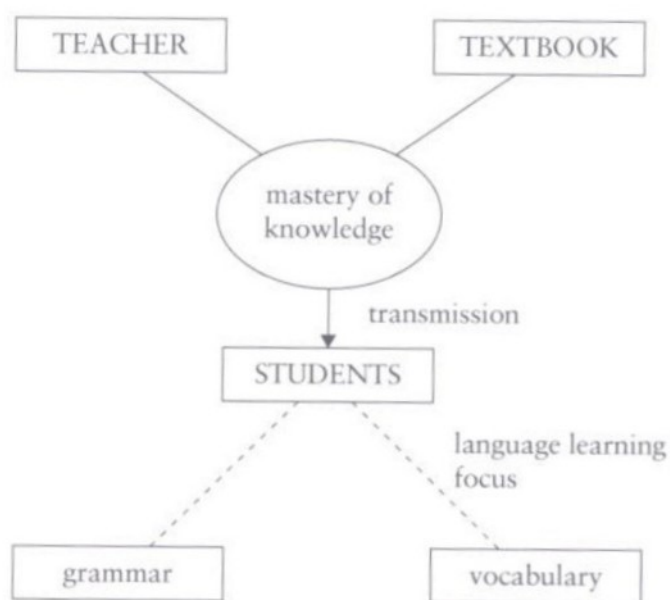 TEACHER
TEXTBOOK
mastery of
knowledge
transmission
STUDENTS
language learning
focus
grammar
vocabulary